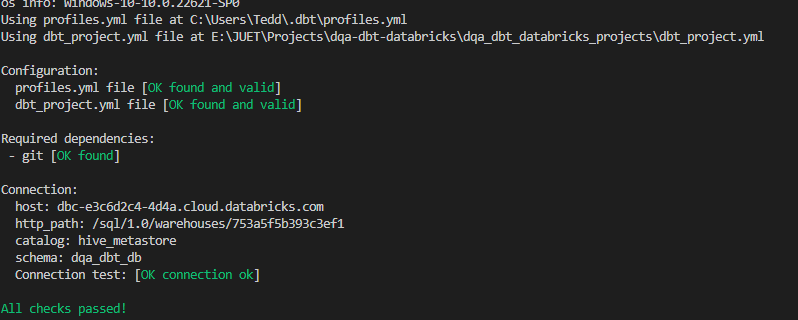 os info: Windows-10-10.0.22621-SP0
Using profiles.yml file at C:\Users\Tedd\.dbt\profiles.yml
Using dbt_project.yml file at E:\JUET\Projects\dqa-dbt-databricks\dqa_dbt_databricks_projects\dbt_project.yml
Configuration:
profiles.yml file [OK found and valid]
dbt_project.yml file [OK found and valid]
Required dependencies:
- git [OK found]
Connection:
host: dbc-e3c6d2c4-4d4a.cloud.databricks.com
http_path: /sql/1.0/warehouses/753a5f5b393c3ef1
catalog: hive_metastore
schema: dqa_dbt_db
Connection test: [OK connection ok]
All checks passed!